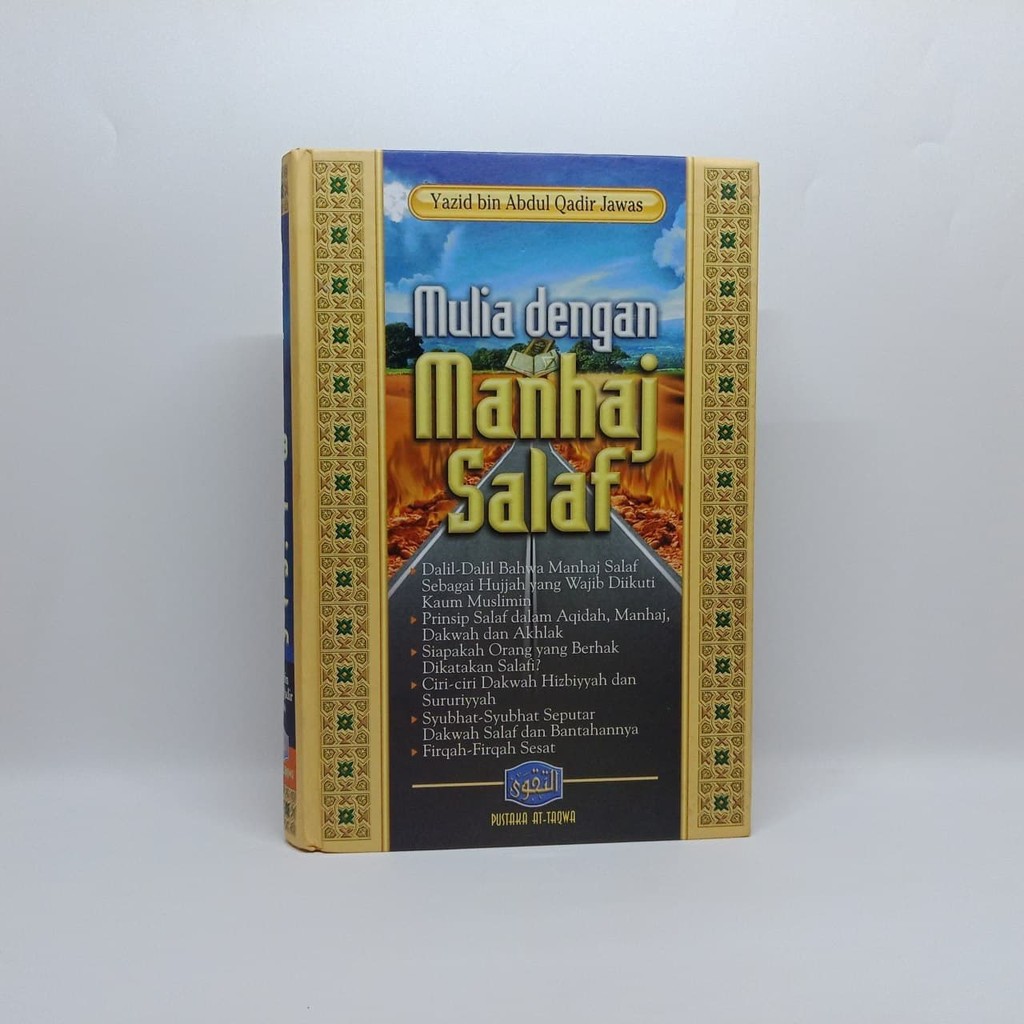 Yazid bin Abdul Qadir Jawas
Mulia dengan
Manhaj
Salaf
Dalil-Dalil Bahwa Manhaj Salaf
Sebagai Hujjah yang Wajib Diikuti
Kaum Muslimin
Prinsip Salaf dalam Aqidah, Manhaj,
Dakwah dan Akhlak
Siapakah Orang yang Berhak
Dikatakan Salafi?
Ciri-ciri Dakwah Hizbiyyah dan
Sururiyyah
Syubhat-Syubhat Seputar
Dakwah Salaf dan Bantahannya
Firqah-Firqah Sesat
التقوى
PUSTAKA AT-TAQWA